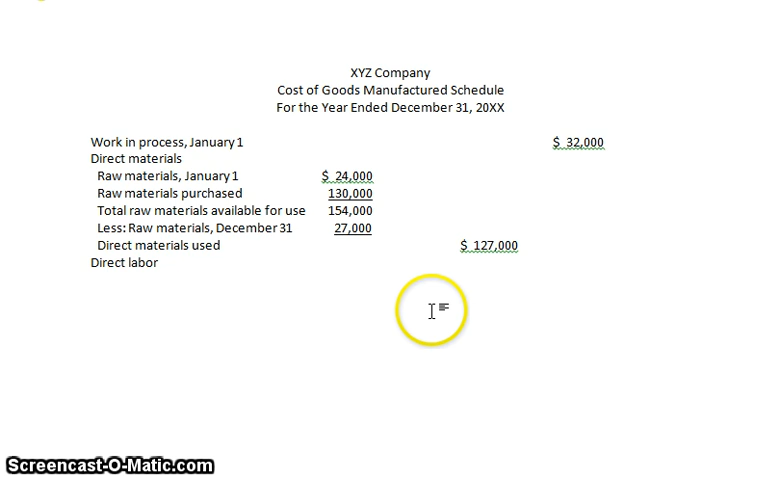 XYZ Company
Cost of Goods Manufactured Schedule
For the Year Ended December 31, 20XX
Work in process, January 1 $ 32,000
Direct materials
Raw materials, January 1 $ 24,000
Raw materials purchased 130,000
Total raw materials available for use 154,000
Less: Raw materials, December 31 27,000
Direct materials used $ 127,000
Direct labor
Screencast-O-Matic.com